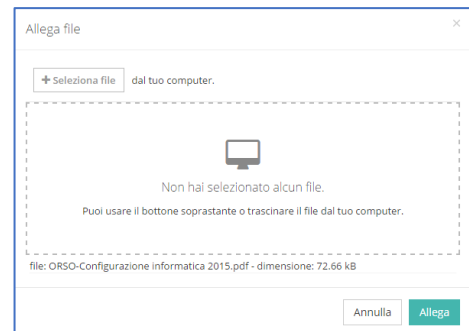 Allega file ×
+ Seleziona file dal tuo computer.
Non hai selezionato alcun file.
Puoi usare il bottone soprastante o trascinare il file dal tuo computer.
file: ORSO-Configurazione informatica 2015.pdf - dimensione: 72.66 kB
Annulla Allega